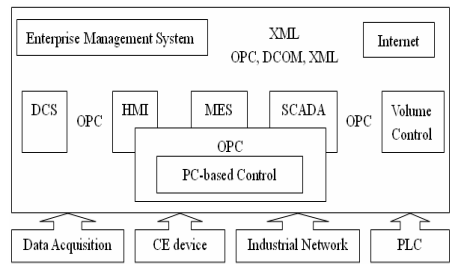 Enterprise Management System
XML
OPC, DCOM, XML
Internet
DCS
OPC
HMI
MES
SCADA
OPC
Volume
Control
OPC
PC-based Control
Data Acquisition
CE device
Industrial Network
PLC